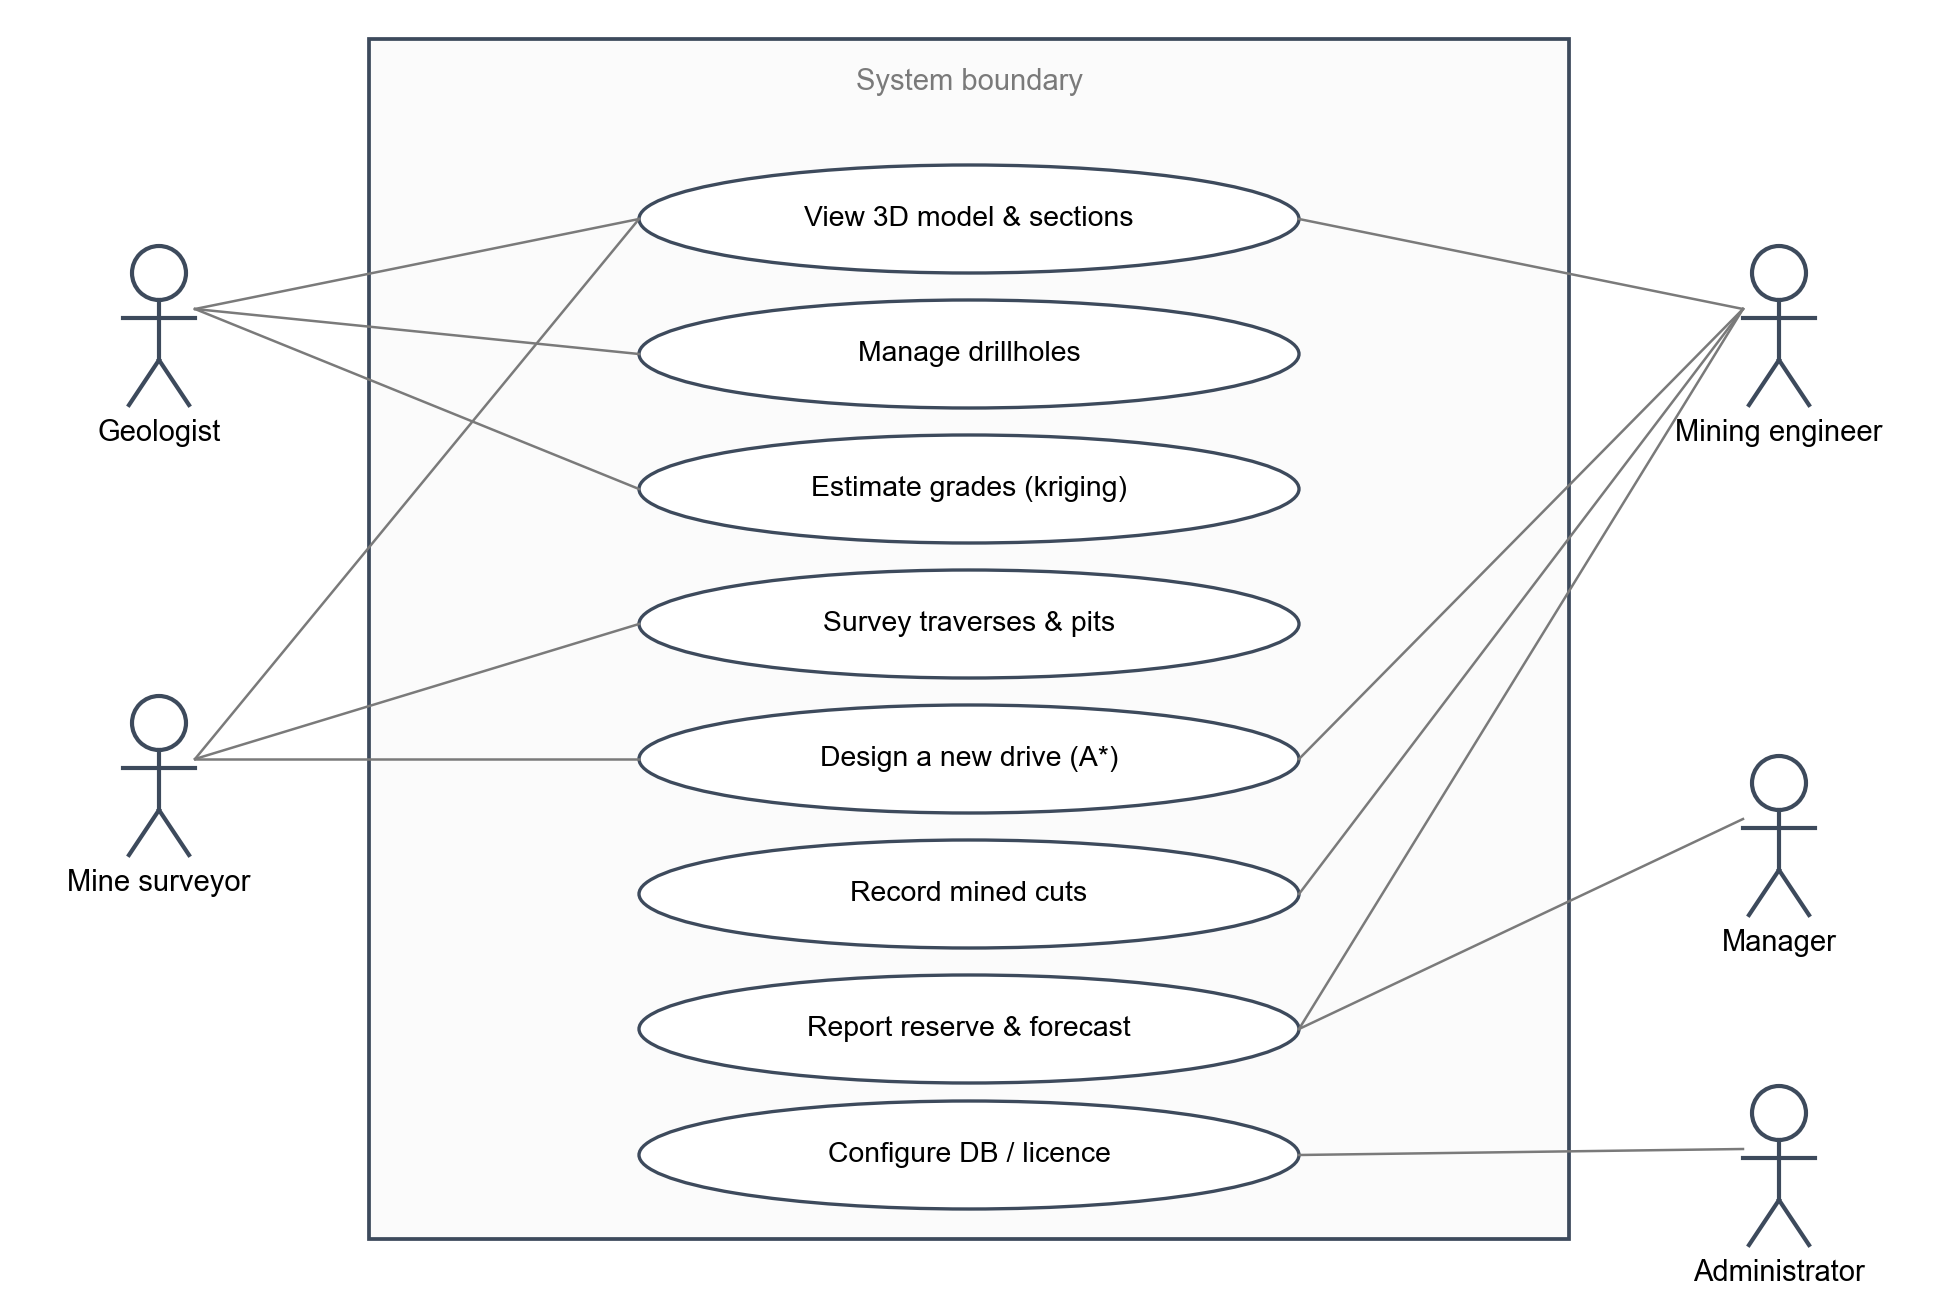 System boundary
View 3D model & sections
Manage drillholes
Geologist
Mining engineer
Estimate grades (kriging)
Survey traverses & pits
Design a new drive (A*)
Mine surveyor
Record mined cuts
Manager
Report reserve & forecast
Configure DB / licence
Administrator